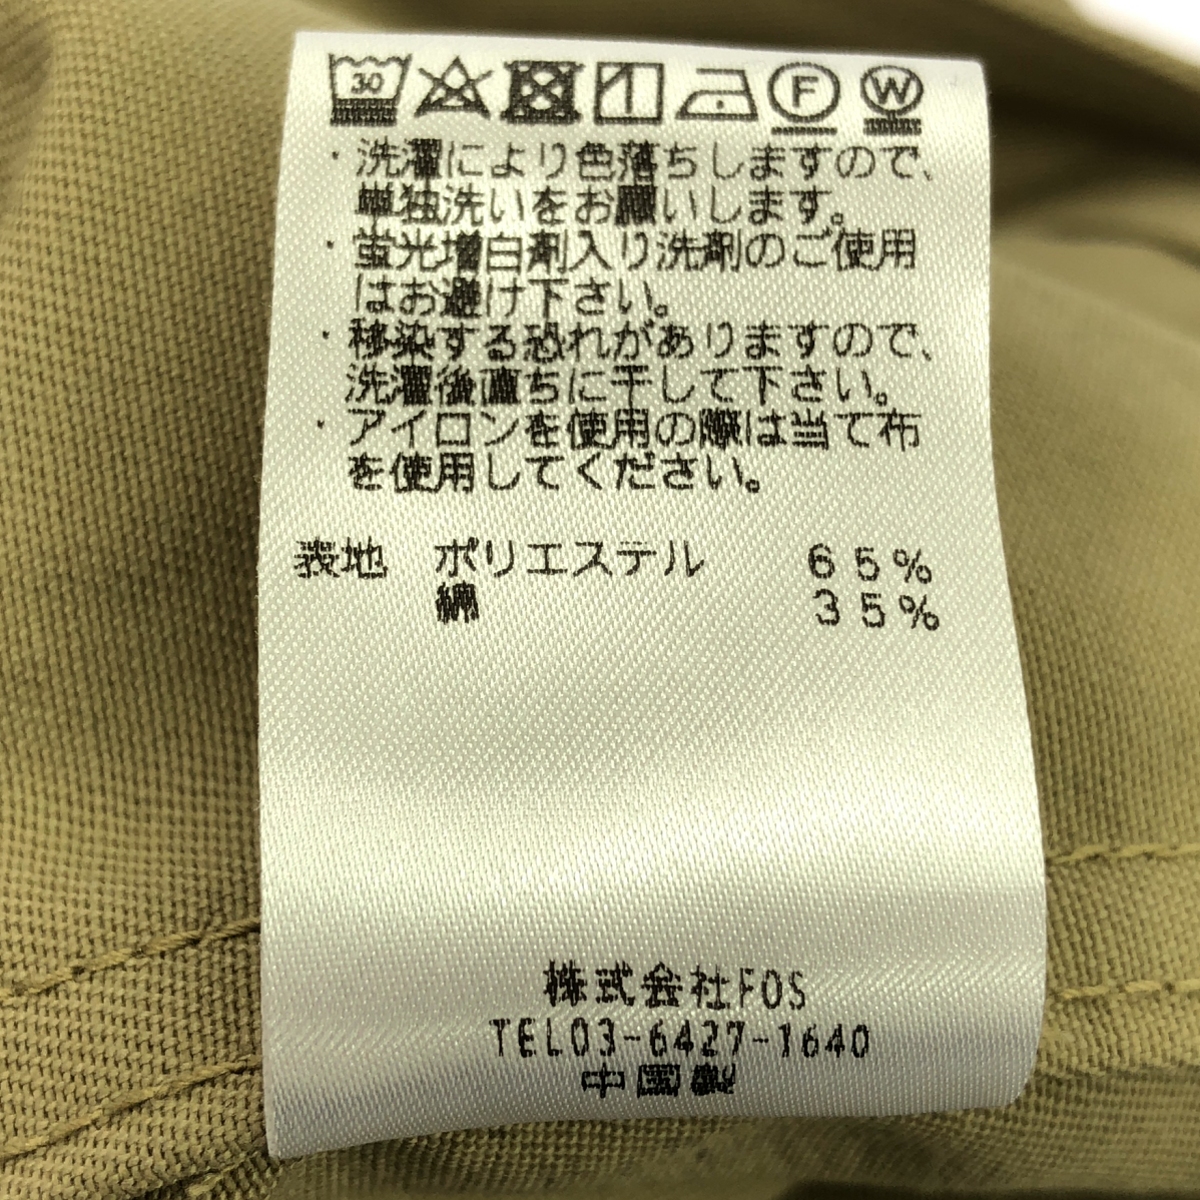 30 F W
・洗濯により色落ちしますので、
単独洗いをお願いします。
・蛍光増白剤入り洗剤のご使用
はお避け下さい。
・移染する恐れがありますので、
洗濯後直ちに干して下さい。
・アイロンを使用の際は当て布
を使用してください。
表地 ポリエステル 65%
綿 35%
株式会社FOS
TEL03-6427-1640
中国製